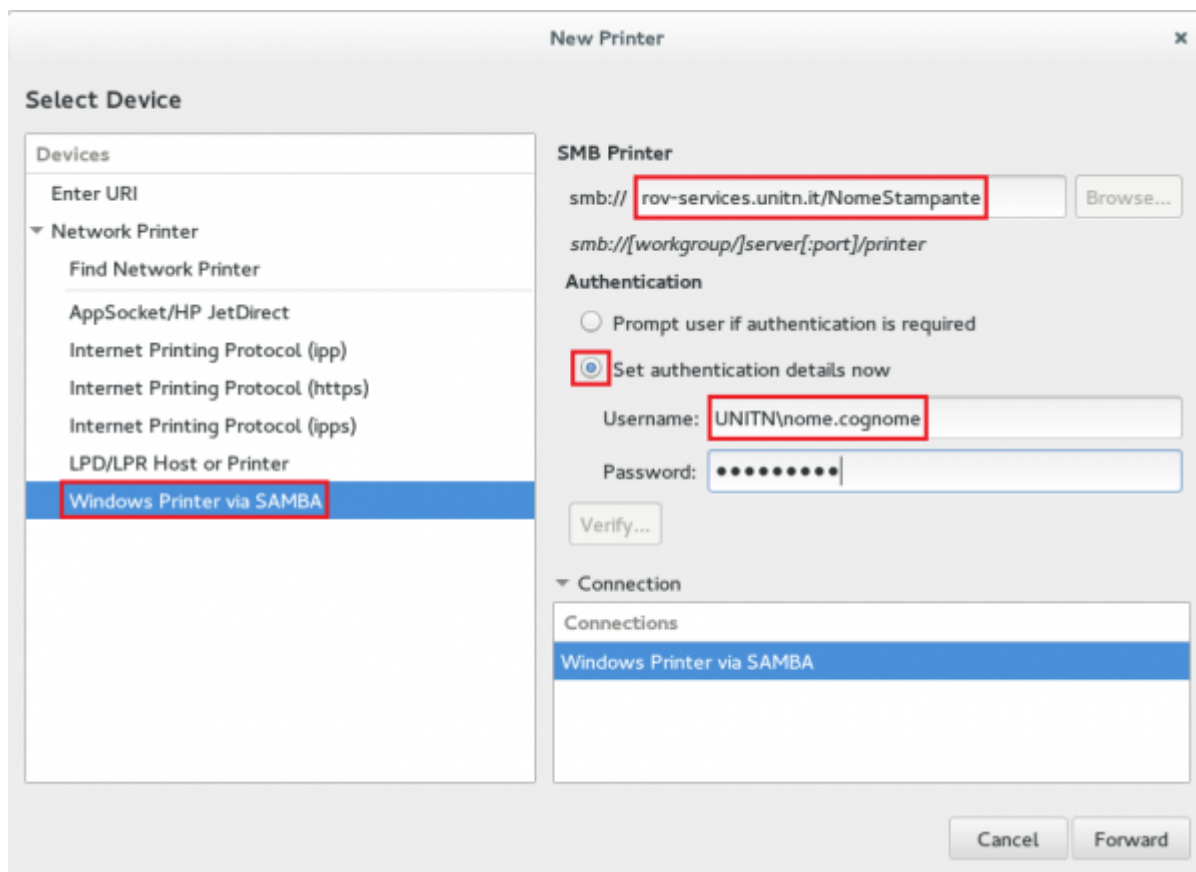 New Printer
Select Device
Devices
Enter URI
Network Printer
Find Network Printer
AppSocket/HP JetDirect
Internet Printing Protocol (ipp)
Internet Printing Protocol (https)
Internet Printing Protocol (ipps)
LPD/LPR Host or Printer
Windows Printer via SAMBA
SMB Printer
smb:// rov-services.unitn.it/NomeStampante Browse...
smb://[workgroup/]server[:port]/printer
Authentication
Prompt user if authentication is required
Set authentication details now
Username: UNITN\nome.cognome
Password: ●●●●●●●●●
Verify...
Connection
Connections
Windows Printer via SAMBA
Cancel Forward